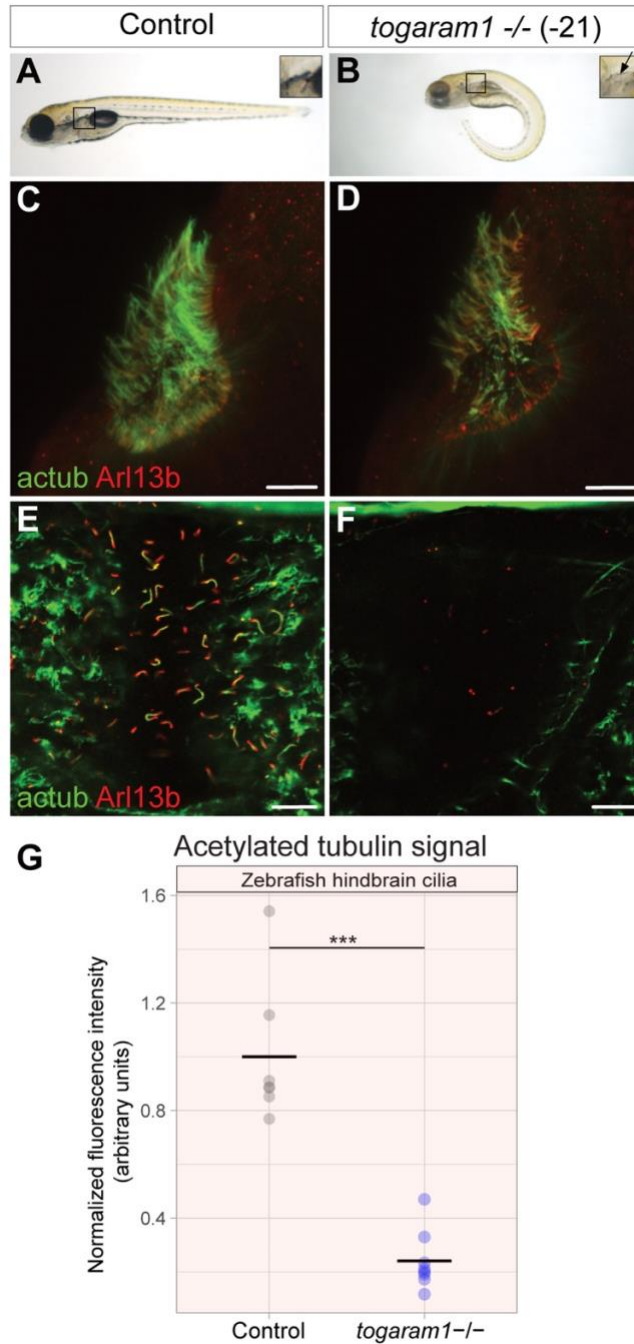 Control
togaram1 -/- (-21)
A
B
C
D
actub Arl13b
E
F
actub Arl13b
G
Acetylated tubulin signal
Zebrafish hindbrain cilia
Normalized fluorescence intensity
(arbitrary units)
1.6
1.2
0.8
0.4
***
Control
togaram1−/−